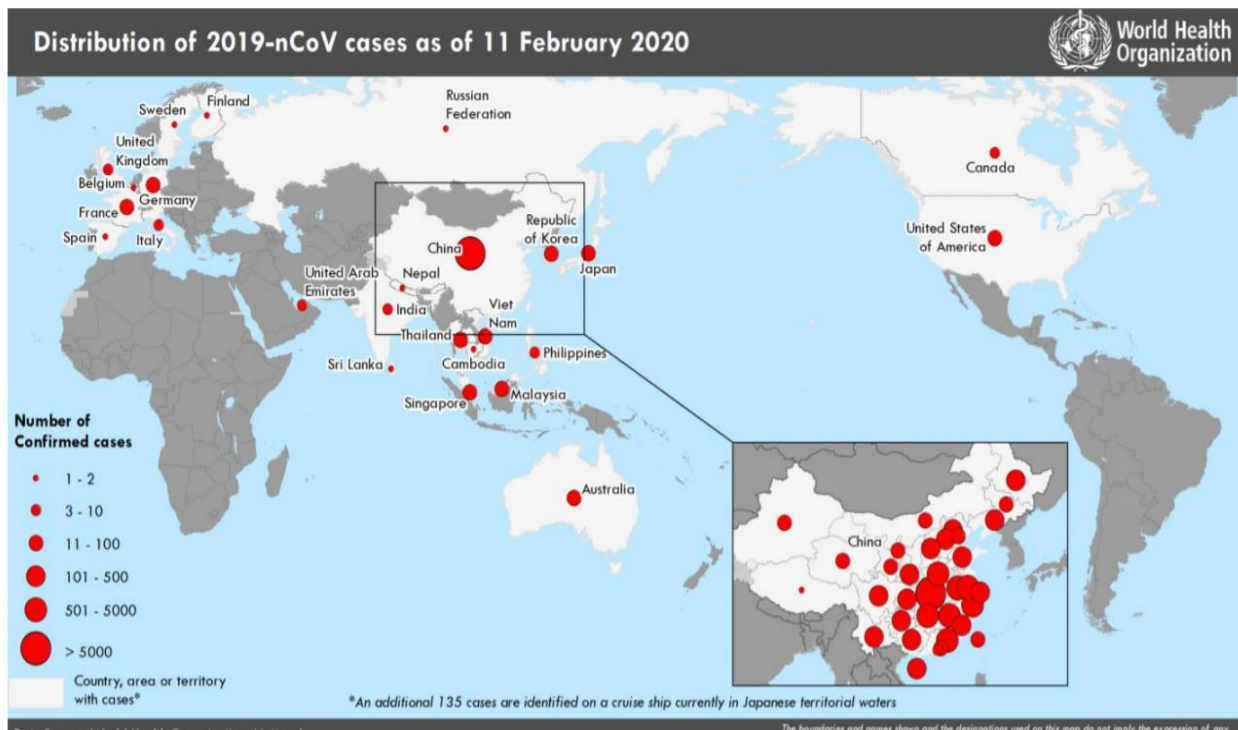 Distribution of 2019-nCoV cases as of 11 February 2020
World Health
Organization
Finland
Sweden
Russian
Federation
United
Kingdom
Canada
Belgium
Germany
France
Republic
of Korea
United States
of America
Spain
Italy
China
Japan
United Arab
Emirates
Nepal
India
Viet
Nam
Thailand
Philippines
Sri Lanka
Cambodia
Malaysia
Singapore
Number of
Confirmed cases
1 - 2
3 - 10
11 - 100
101 - 500
501 - 5000
> 5000
Country, area or territory
with cases*
Australia
China
*An additional 135 cases are identified on a cruise ship currently in Japanese territorial waters
The boundaries and names shown and the designations used on this map do not imply the expression of any